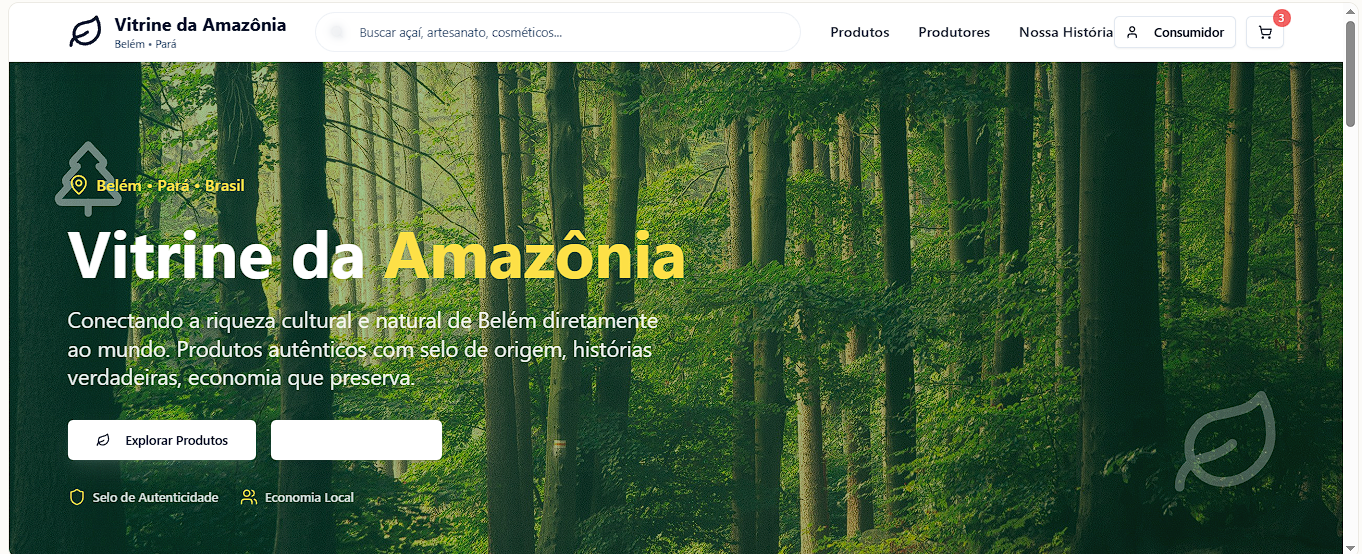 Vitrine da Amazônia
Belém • Pará
Buscar açaí, artesanato, cosméticos...
Produtos
Produtores
Nossa História
Consumidor
3
Belém • Pará • Brasil
Vitrine da Amazônia
Conectando a riqueza cultural e natural de Belém diretamente
ao mundo. Produtos autênticos com selo de origem, histórias
verdadeiras, economia que preserva.
Explorar Produtos
Selo de Autenticidade
Economia Local